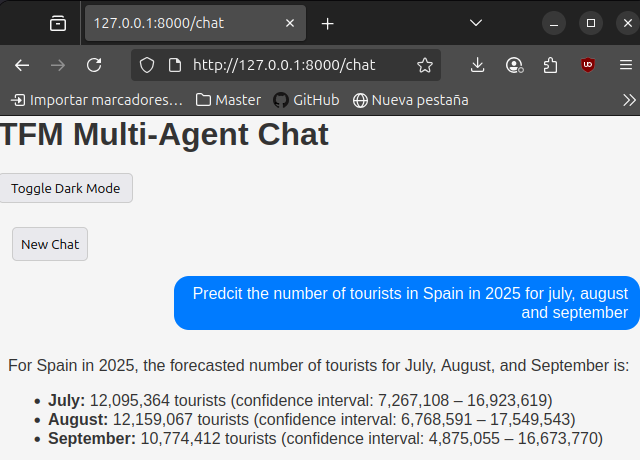 127.0.0.1:8000/chat
http://127.0.0.1:8000/chat
Importar marcadores… Master GitHub Nueva pestaña
TFM Multi-Agent Chat
Toggle Dark Mode
New Chat
Predcit the number of tourists in Spain in 2025 for july, august
and september
For Spain in 2025, the forecasted number of tourists for July, August, and September is:
• July: 12,095,364 tourists (confidence interval: 7,267,108 – 16,923,619)
• August: 12,159,067 tourists (confidence interval: 6,768,591 – 17,549,543)
• September: 10,774,412 tourists (confidence interval: 4,875,055 – 16,673,770)